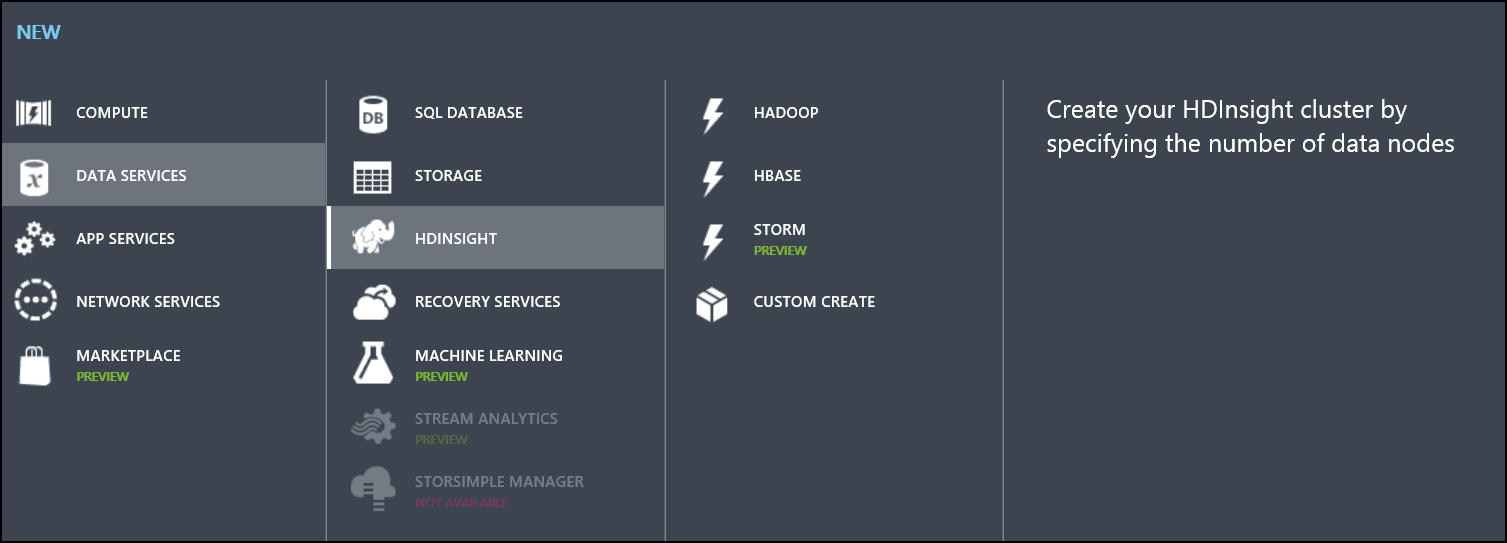 NEW
COMPUTE
DATA SERVICES
APP SERVICES
NETWORK SERVICES
MARKETPLACE
PREVIEW
DB
SQL DATABASE
STORAGE
HDINSIGHT
RECOVERY SERVICES
MACHINE LEARNING
PREVIEW
STREAM ANALYTICS
PREVIEW
STORSIMPLE MANAGER
NOT AVAILABLE
HADOOP
HBASE
STORM
PREVIEW
CUSTOM CREATE
Create your HDInsight cluster by
specifying the number of data nodes